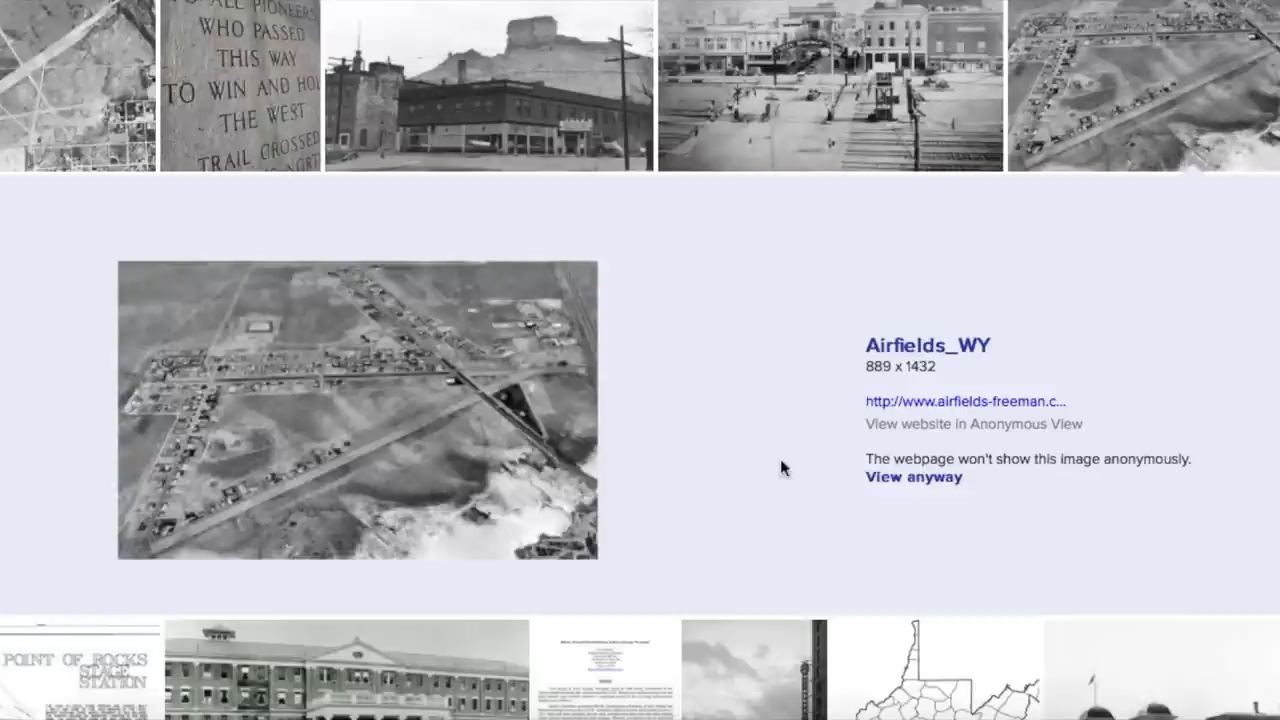 TO ALL PIONEERS
WHO PASSED
THIS WAY
TO WIN AND HOL
THE WEST
TRAIL CROSSED
Airfields_WY
889 x 1432
http://www.airfields-freeman.c...
View website in Anonymous View
The webpage won't show this image anonymously.
View anyway
POINT OF ROCKS
STAGE
STATION